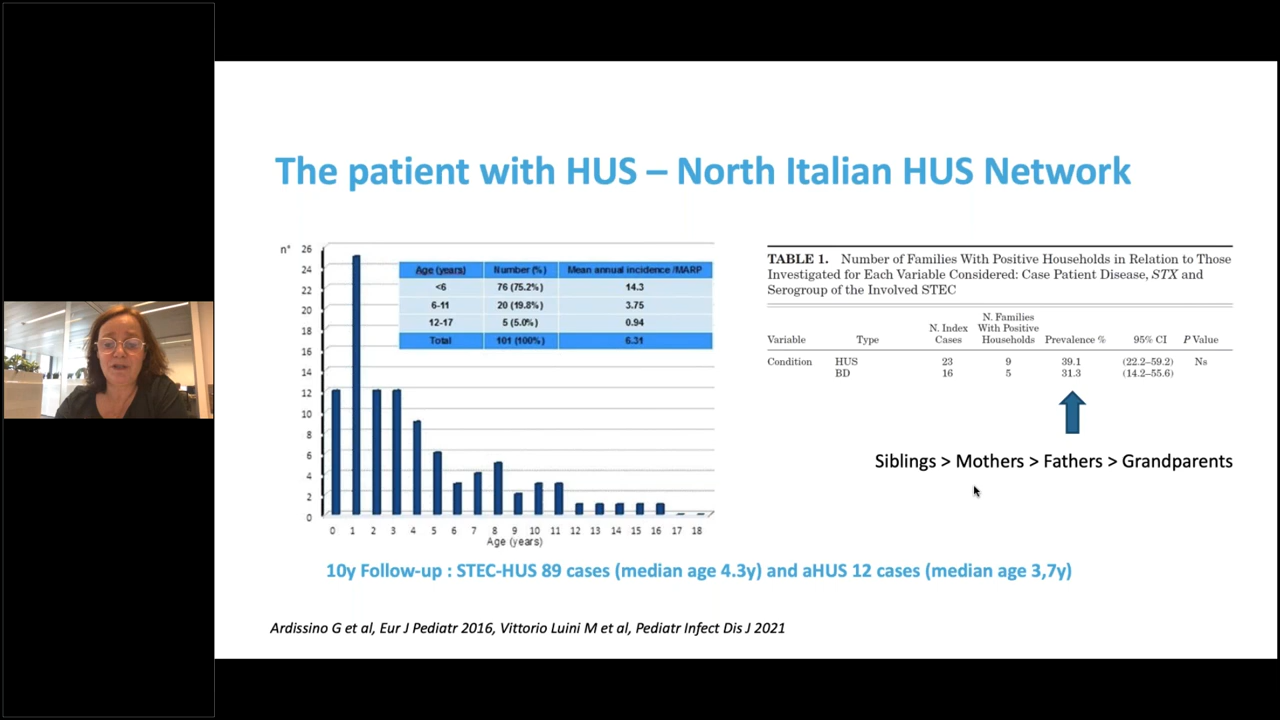 The patient with HUS – North Italian HUS Network
n°
26
24
22
20
18
16
14
12
10
8
6
4
2
0
0 1 2 3 4 5 6 7 8 9 10 11 12 13 14 15 16 17 18
Age (years)
Age (years) Number (%) Mean annual incidence /MARP
<6 76 (75.2%) 14.3
6-11 20 (19.8%) 3.75
12-17 5 (5.0%) 0.94
Total 101 (100%) 6.31
TABLE 1. Number of Families With Positive Households in Relation to Those
Investigated for Each Variable Considered: Case Patient Disease, STX and
Serogroup of the Involved STEC
N. Families
N. Index With Positive
Variable Type Cases Households Prevalence % 95% CI P Value
Condition HUS 23 9 39.1 (22.2–59.2) Ns
BD 16 5 31.3 (14.2–55.6)
Siblings > Mothers > Fathers > Grandparents
10y Follow-up : STEC-HUS 89 cases (median age 4.3y) and aHUS 12 cases (median age 3,7y)
Ardissino G et al, Eur J Pediatr 2016, Vittorio Luini M et al, Pediatr Infect Dis J 2021